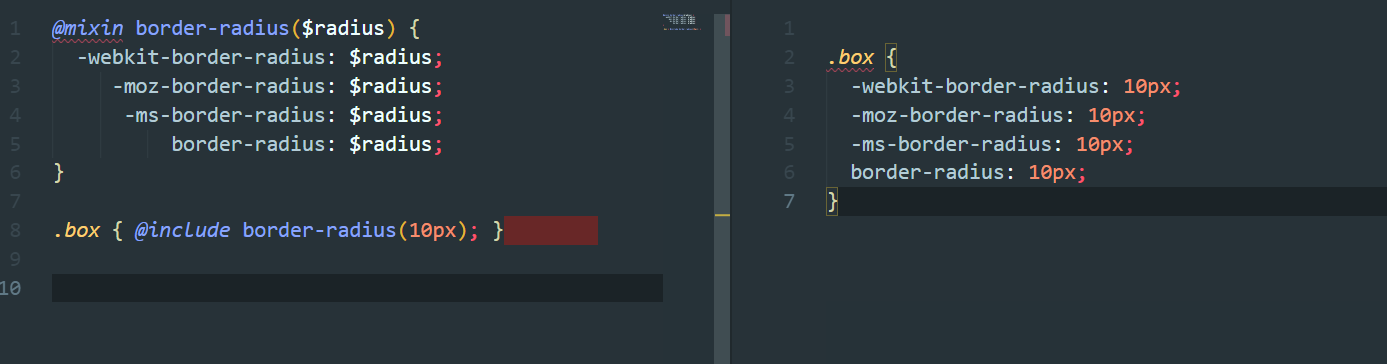 1 @mixin border-radius($radius) {
2 -webkit-border-radius: $radius;
3 -moz-border-radius: $radius;
4 -ms-border-radius: $radius;
5 border-radius: $radius;
6 }
7
8 .box { @include border-radius(10px); }
9
10
1
2 .box {
3 -webkit-border-radius: 10px;
4 -moz-border-radius: 10px;
5 -ms-border-radius: 10px;
6 border-radius: 10px;
7 }